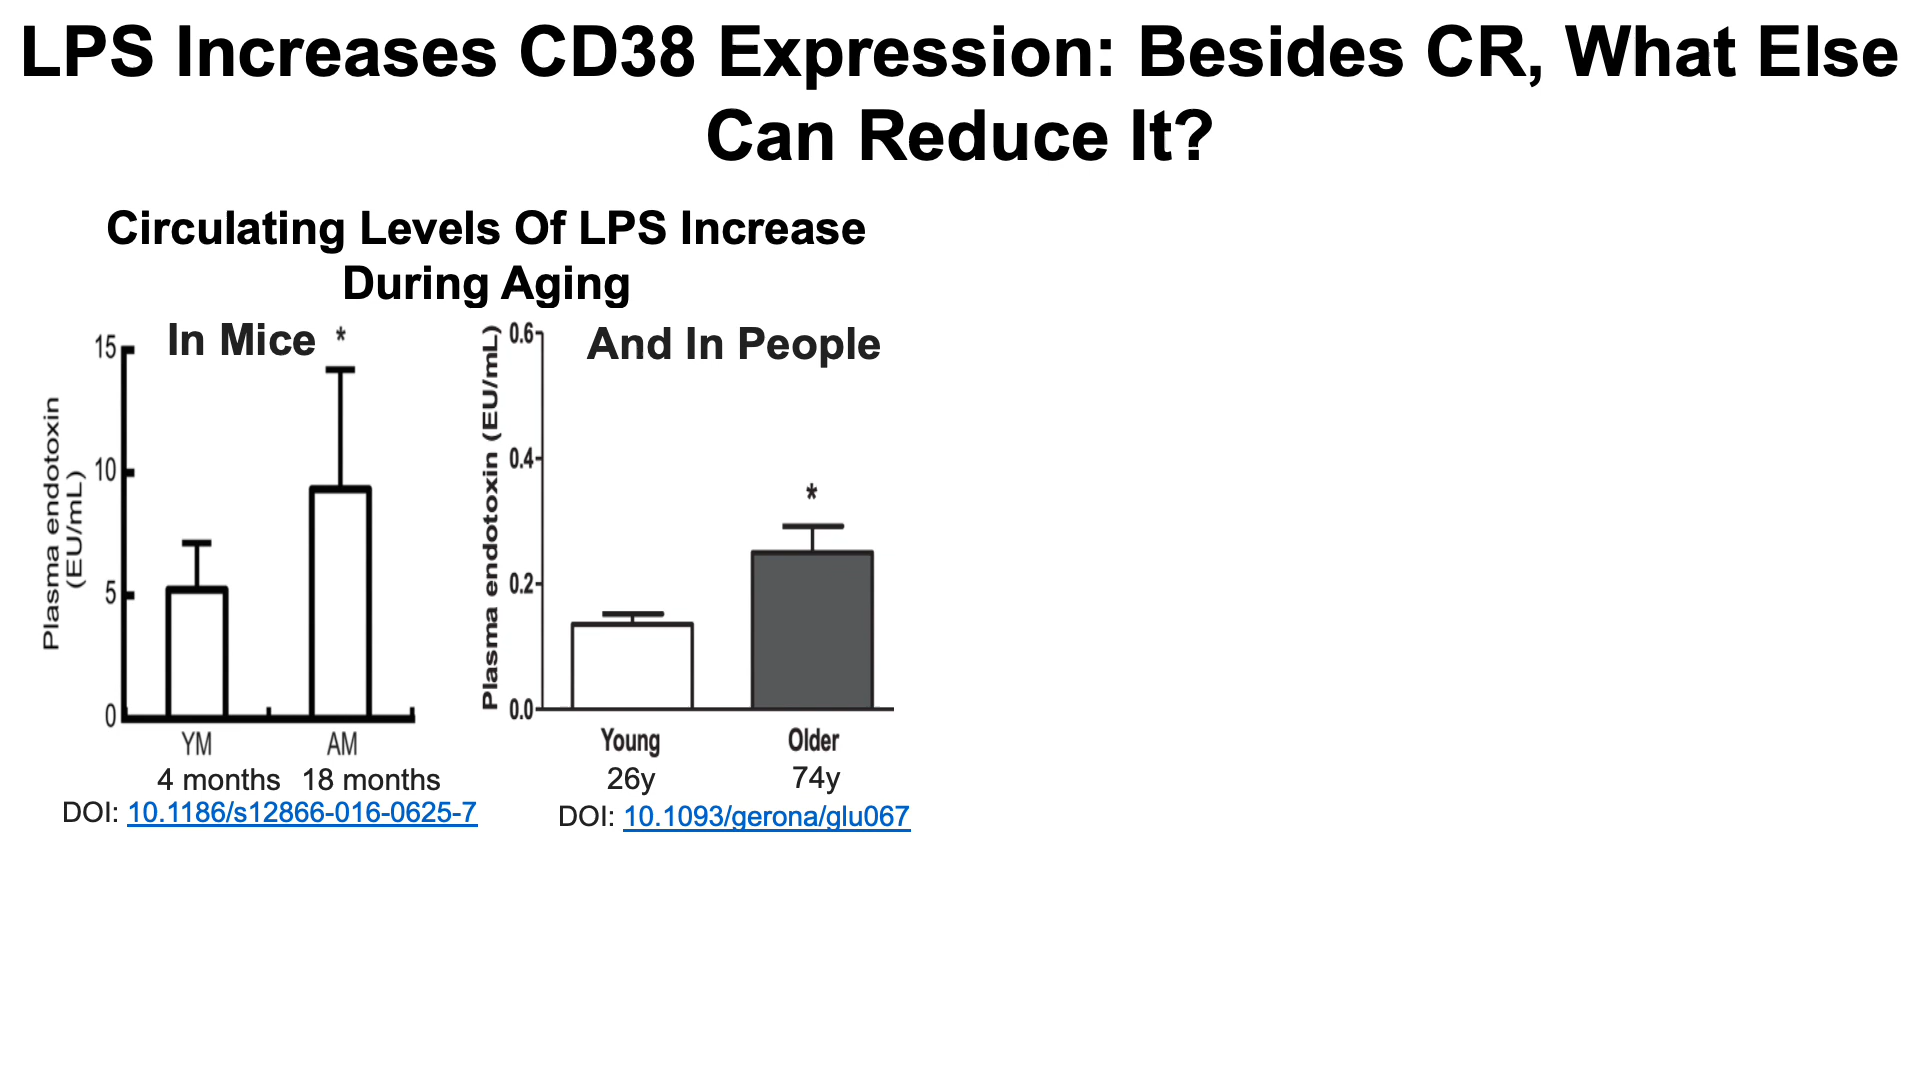 LPS Increases CD38 Expression: Besides CR, What Else
Can Reduce It?
Circulating Levels Of LPS Increase
During Aging
In Mice
*
Plasma endotoxin
(EU/mL)
15
10
5
0
YM
AM
4 months
18 months
DOI: 10.1186/s12866-016-0625-7
And In People
*
Plasma endotoxin (EU/mL)
0.6
0.4
0.2
0.0
Young
Older
26y
74y
DOI: 10.1093/gerona/glu067